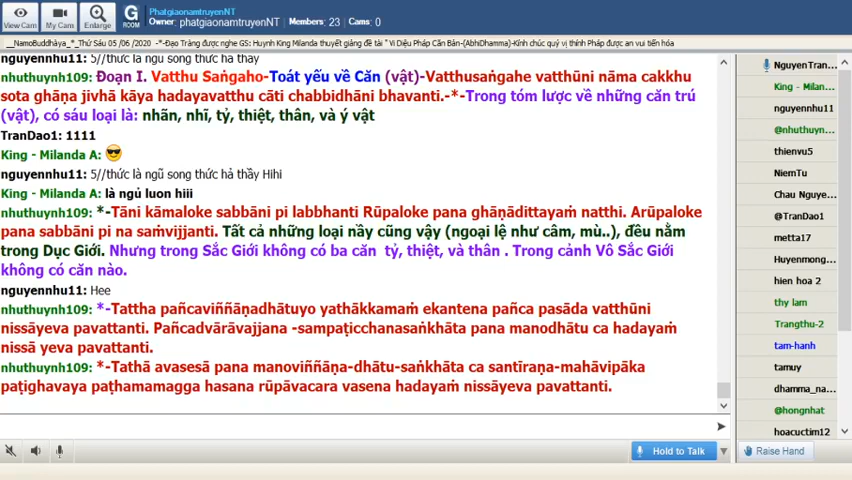 View Cam
My Cam
Enlarge
G
ROOM
PhatgiaonamtruyenNT
Owner: phatgiaonamtruyenNT  Members: 23  Cams: 0
__NamoBuddhàya_*_Thứ Sáu 05 /06 /2020 -*-Đạo Tràng được nghe GS: Huynh King Milanda thuyết giảng đề tài " Vi Diệu Pháp Căn Bản-(AbhiDhamma)-Kính chúc quý vị thính Pháp được an vui tiến hóa
nguyennhu11: 5//thức là ngũ song thức hả thầy
nhuthuynh109: Đoạn I. Vatthu Saṅgaho-Toát yếu về Căn (vật)-Vatthusaṅgahe vatthūni nāma cakkhu
sota ghāṇa jivhā kāya hadayavatthu cāti chabbidhāni bhavanti.-*-Trong tóm lược về những căn trú
(vật), có sáu loại là: nhãn, nhĩ, tỷ, thiệt, thân, và ý vật
TranDao1: 1111
King - Milanda A:
nguyennhu11: 5//thức là ngũ song thức hả thầy Hihi
King - Milanda A: là ngủ luon hiii
nhuthuynh109: *-Tāni kāmaloke sabbāni pi labbhanti Rūpaloke pana ghāṇādittayaṁ natthi. Arūpaloke
pana sabbāni pi na saṁvijjanti. Tất cả những loại nầy cũng vậy (ngoại lệ như câm, mù..), đều nằm
trong Dục Giới. Nhưng trong Sắc Giới không có ba căn tỷ, thiệt, và thân . Trong cảnh Vô Sắc Giới
không có căn nào.
nguyennhu11: Hee
nhuthuynh109: *-Tattha pañcaviññāṇadhātuyo yathākkamaṁ ekantena pañca pasāda vatthūni
nissāyeva pavattanti. Pañcadvārāvajjana -sampaṭicchanasaṅkhāta pana manodhātu ca hadayaṁ
nissā yeva pavattanti.
nhuthuynh109: *-Tathā avasesā pana manoviññāṇa-dhātu-saṅkhāta ca santīraṇa-mahāvipāka
paṭighavaya paṭhamamagga hasana rūpāvacara vasena hadayaṁ nissāyeva pavattanti.
NguyenTran...
King - Milan...
nguyennhu11
@nhuthuyn...
thienvu5
NiemTu
Chau Nguye...
@TranDao1
metta17
Huyenmong...
hien hoa 2
thy lam
Trangthu-2
tam-hanh
tamuy
dhamma_na...
@hongnhat
hoacuctim12
Hold to Talk
Raise Hand